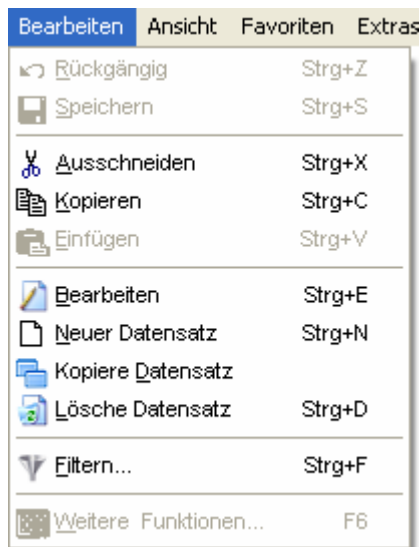 Bearbeiten Ansicht Favoriten Extras
Rückgängig Strg+Z
Speichern Strg+S
Ausschneiden Strg+X
Kopieren Strg+C
Einfügen Strg+V
Bearbeiten Strg+E
Neuer Datensatz Strg+N
Kopiere Datensatz
Lösche Datensatz Strg+D
Filtern... Strg+F
Weitere Funktionen... F6